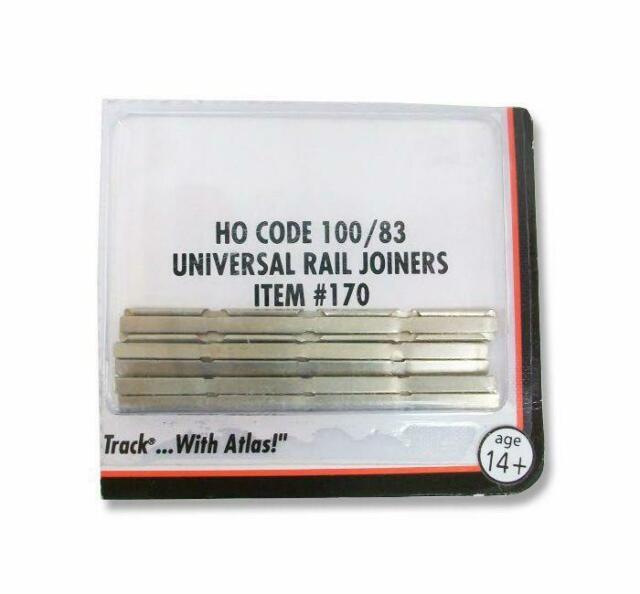 HO CODE 100/83
UNIVERSAL RAIL JOINERS
ITEM #170
Track®...With Atlas!"
age
14+